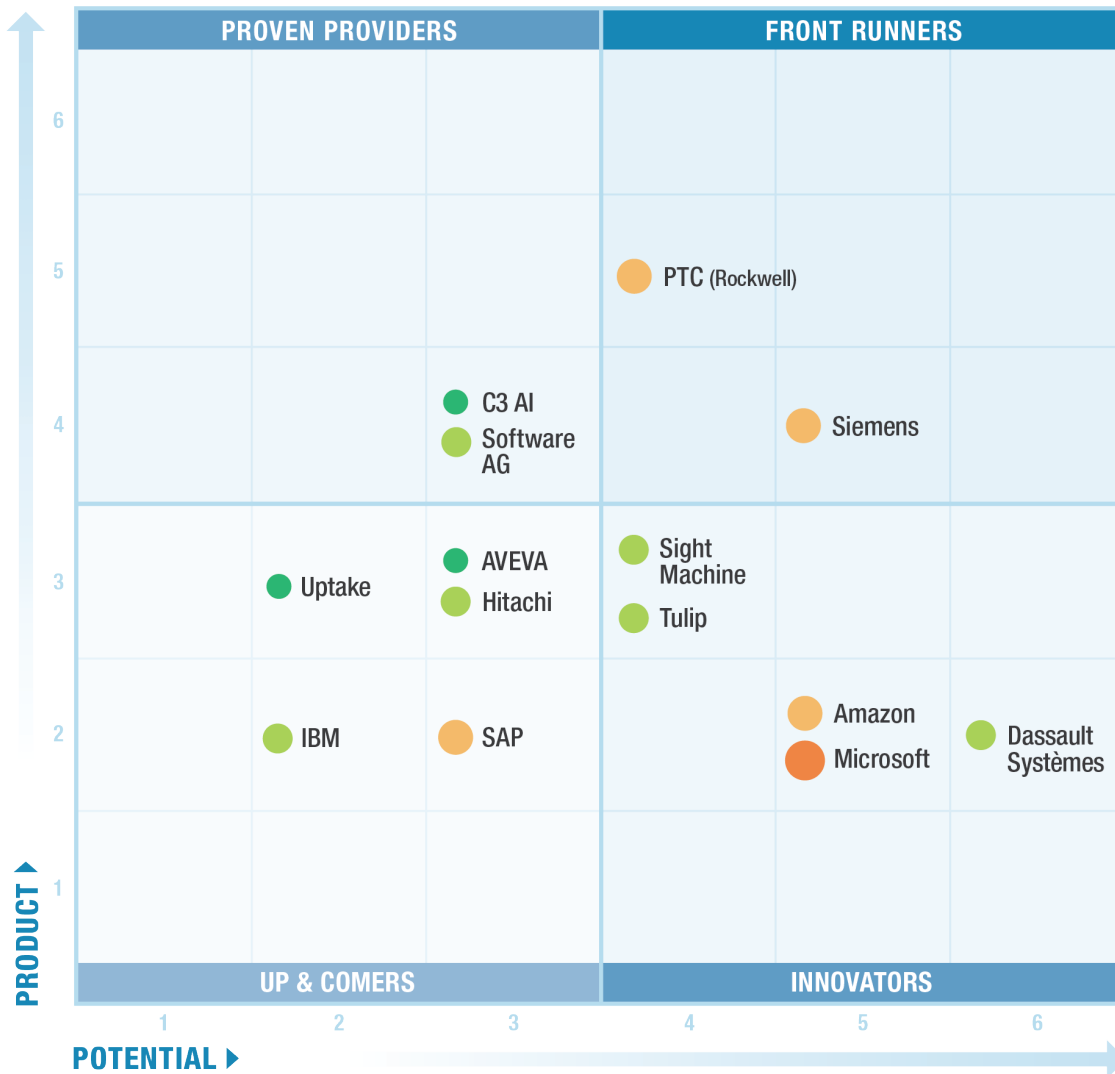 PROVEN PROVIDERS
FRONT RUNNERS
6
5
PTC (Rockwell)
C3 AI
4
Siemens
Software
AG
Sight
Machine
AVEVA
3
Uptake
Hitachi
Tulip
Amazon
2
IBM
SAP
Dassault
Systèmes
Microsoft
1
PRODUCT
UP & COMERS
INNOVATORS
1
2
3
4
5
6
POTENTIAL